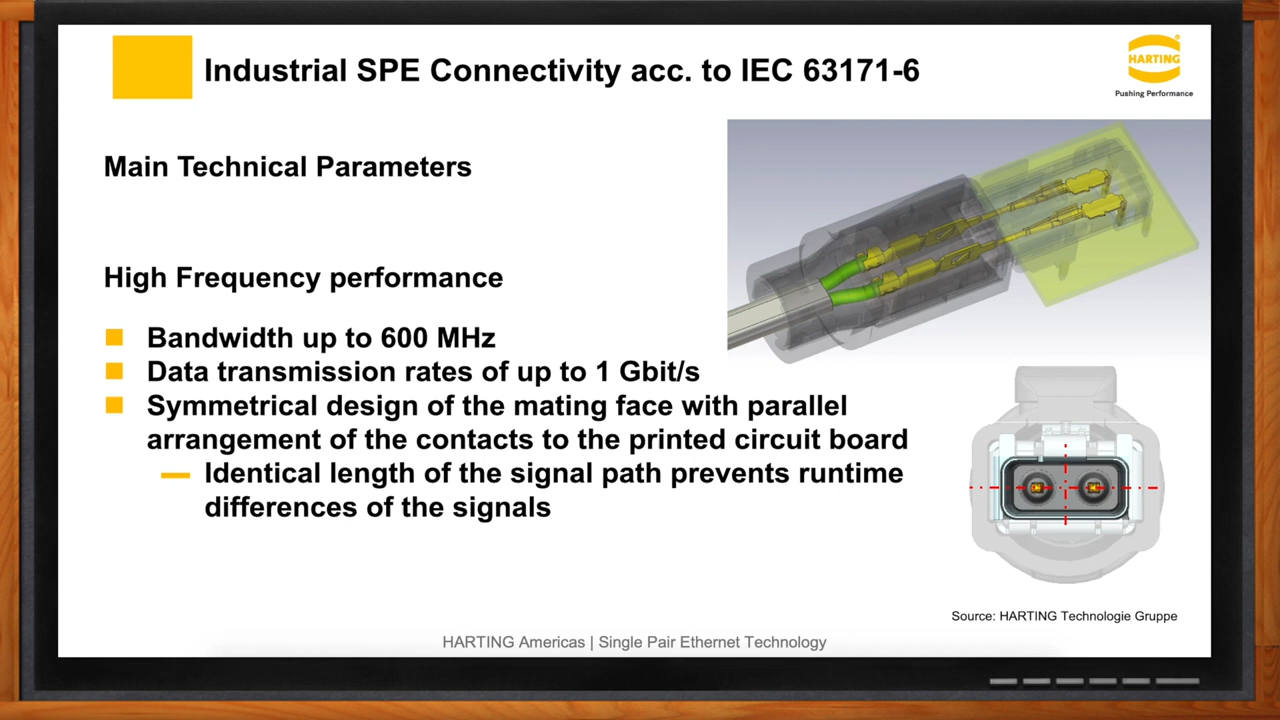 Industrial SPE Connectivity acc. to IEC 63171-6
HARTING
Pushing Performance
Main Technical Parameters
High Frequency performance
Bandwidth up to 600 MHz
Data transmission rates of up to 1 Gbit/s
Symmetrical design of the mating face with parallel
arrangement of the contacts to the printed circuit board
Identical length of the signal path prevents runtime
differences of the signals
Source: HARTING Technologie Gruppe
HARTING Americas | Single Pair Ethernet Technology